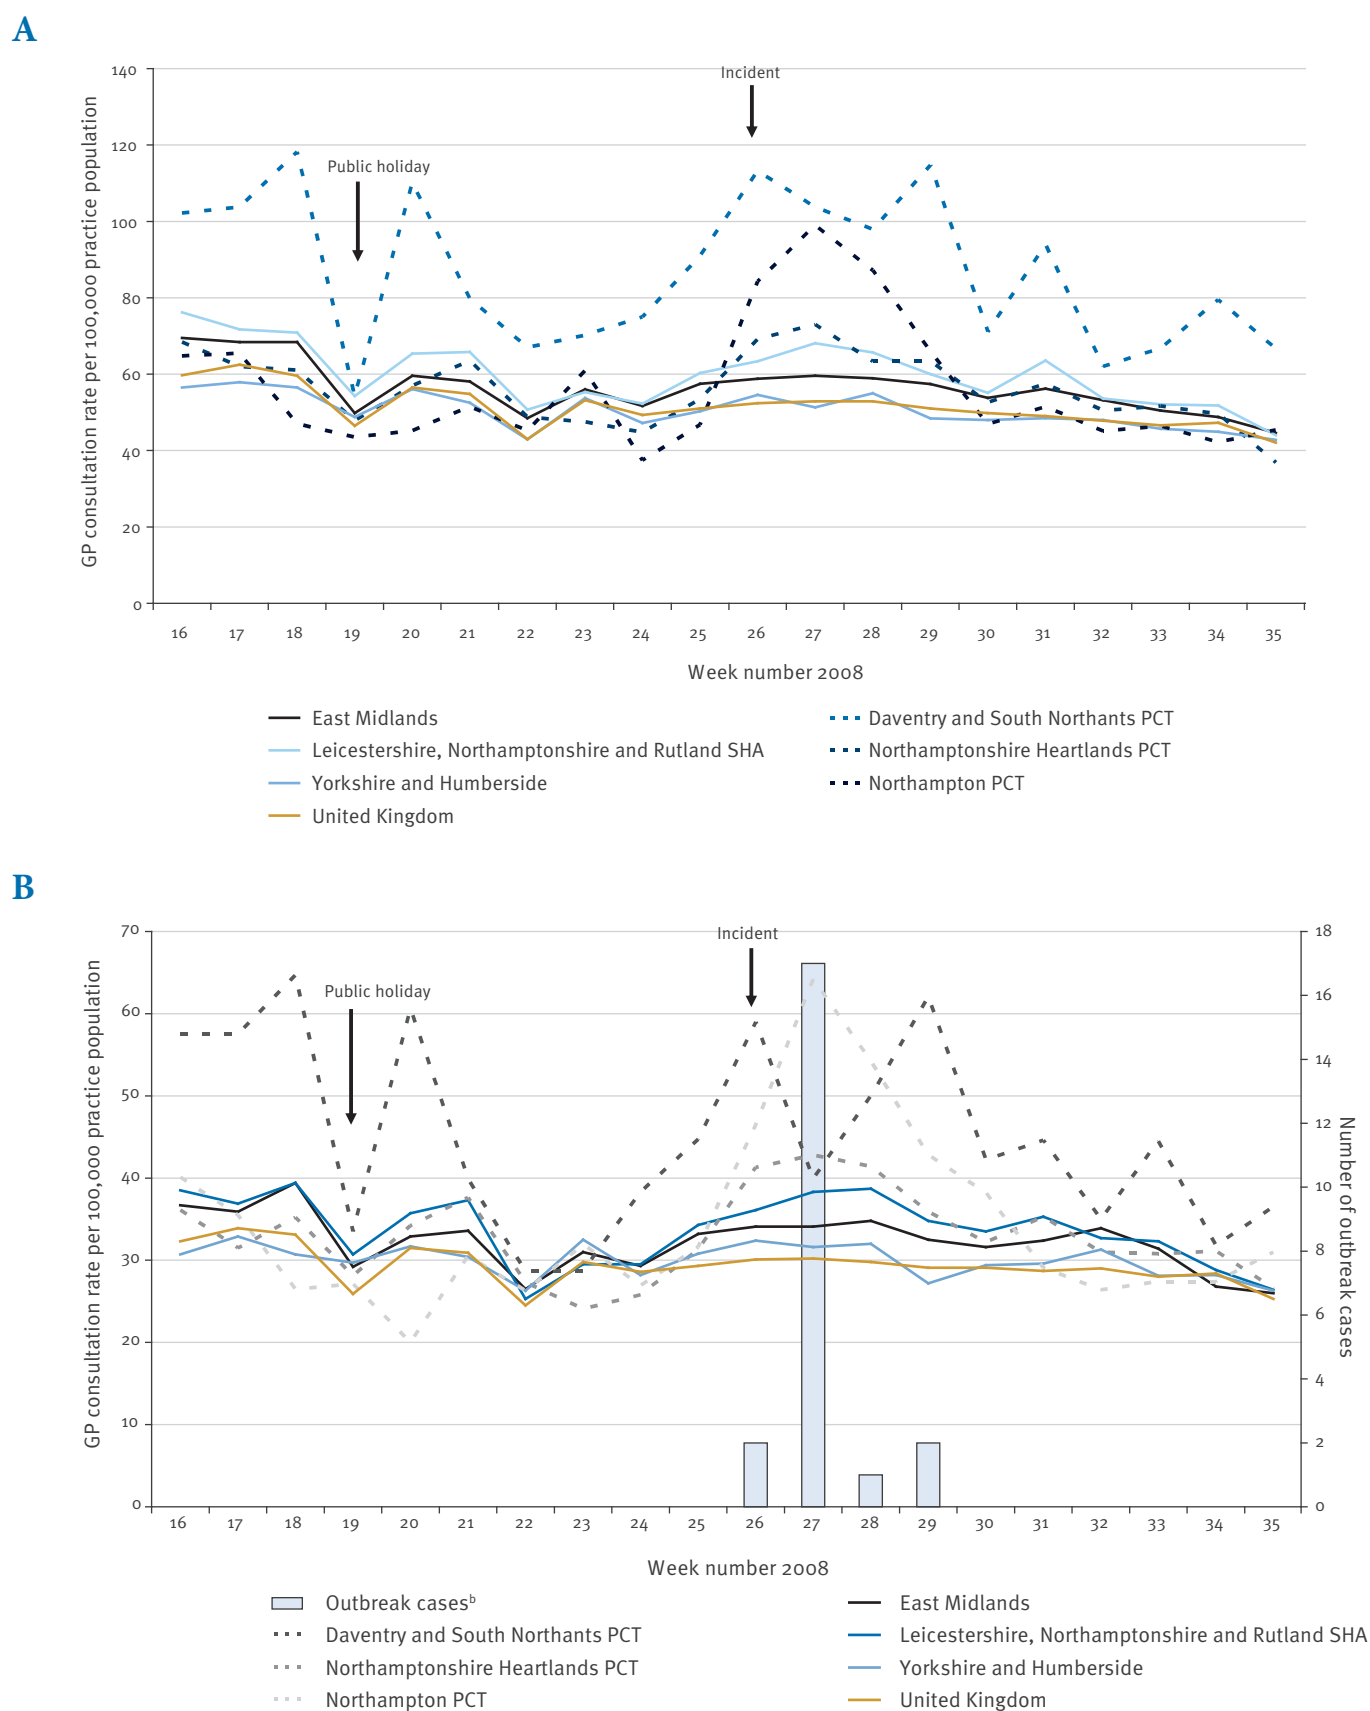 A
140
120
100
80
60
40
20
0
GP consultation rate per 100,000 practice population
Public holiday
Incident
16 17 18 19 20 21 22 23 24 25 26 27 28 29 30 31 32 33 34 35
Week number 2008
East Midlands
Leicestershire, Northamptonshire and Rutland SHA
Yorkshire and Humberside
United Kingdom
Daventry and South Northants PCT
Northamptonshire Heartlands PCT
Northampton PCT
B
70
60
50
40
30
20
10
0
GP consultation rate per 100,000 practice population
Public holiday
Incident
18
16
14
12
10
8
6
4
2
0
Number of outbreak cases
16 17 18 19 20 21 22 23 24 25 26 27 28 29 30 31 32 33 34 35
Week number 2008
Outbreak casesᵇ
Daventry and South Northants PCT
Northamptonshire Heartlands PCT
Northampton PCT
East Midlands
Leicestershire, Northamptonshire and Rutland SHA
Yorkshire and Humberside
United Kingdom